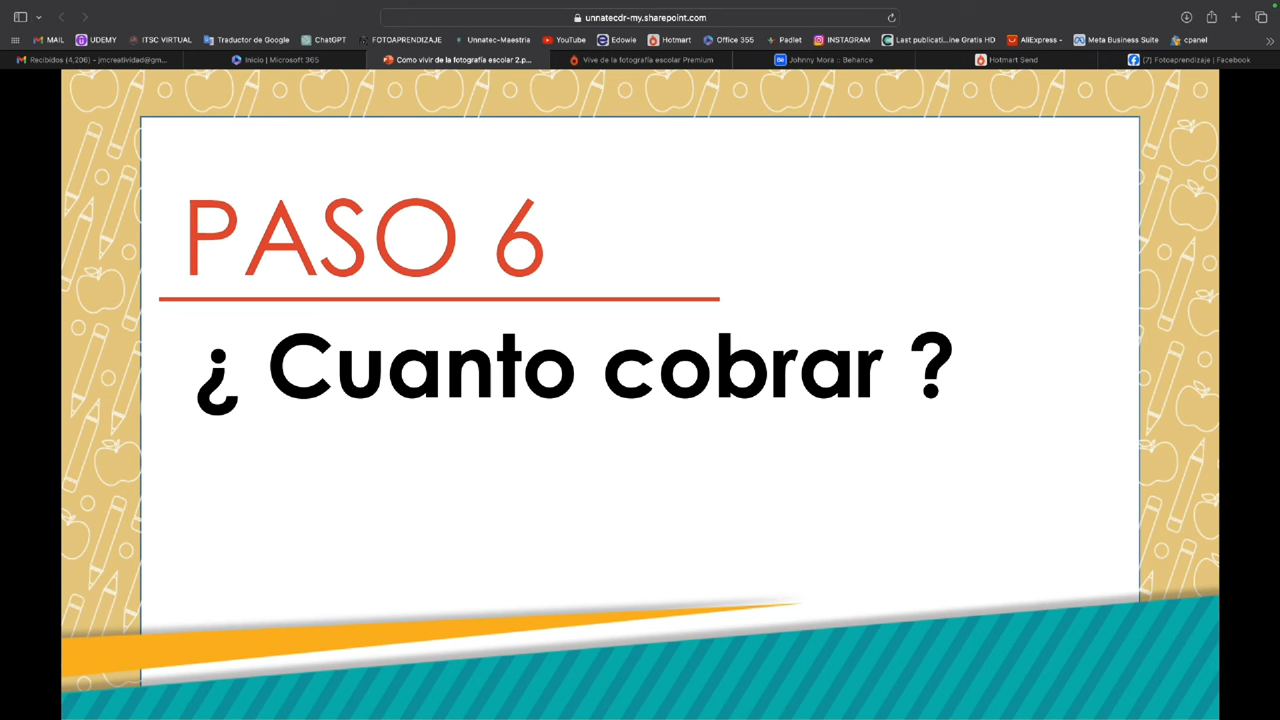 unnatecdr-my.sharepoint.com
MAIL UDEMY ITSC VIRTUAL Traductor de Google ChatGPT FOTOAPRENDIZAJE Unnatec-Maestria YouTube Edowie Hotmart Office 365 Padlet INSTAGRAM Last publicati...ine Gratis HD AliExpress - Meta Business Suite cpanel
Recibidos (4,206) - jmcreatividad@gm... Inicio | Microsoft 365 Como vivir de la fotografía escolar 2.p... Vive de la fotografía escolar Premium Johnny Mora :: Behance Hotmart Send (7) Fotoaprendizaje | Facebook
PASO 6
¿ Cuanto cobrar ?